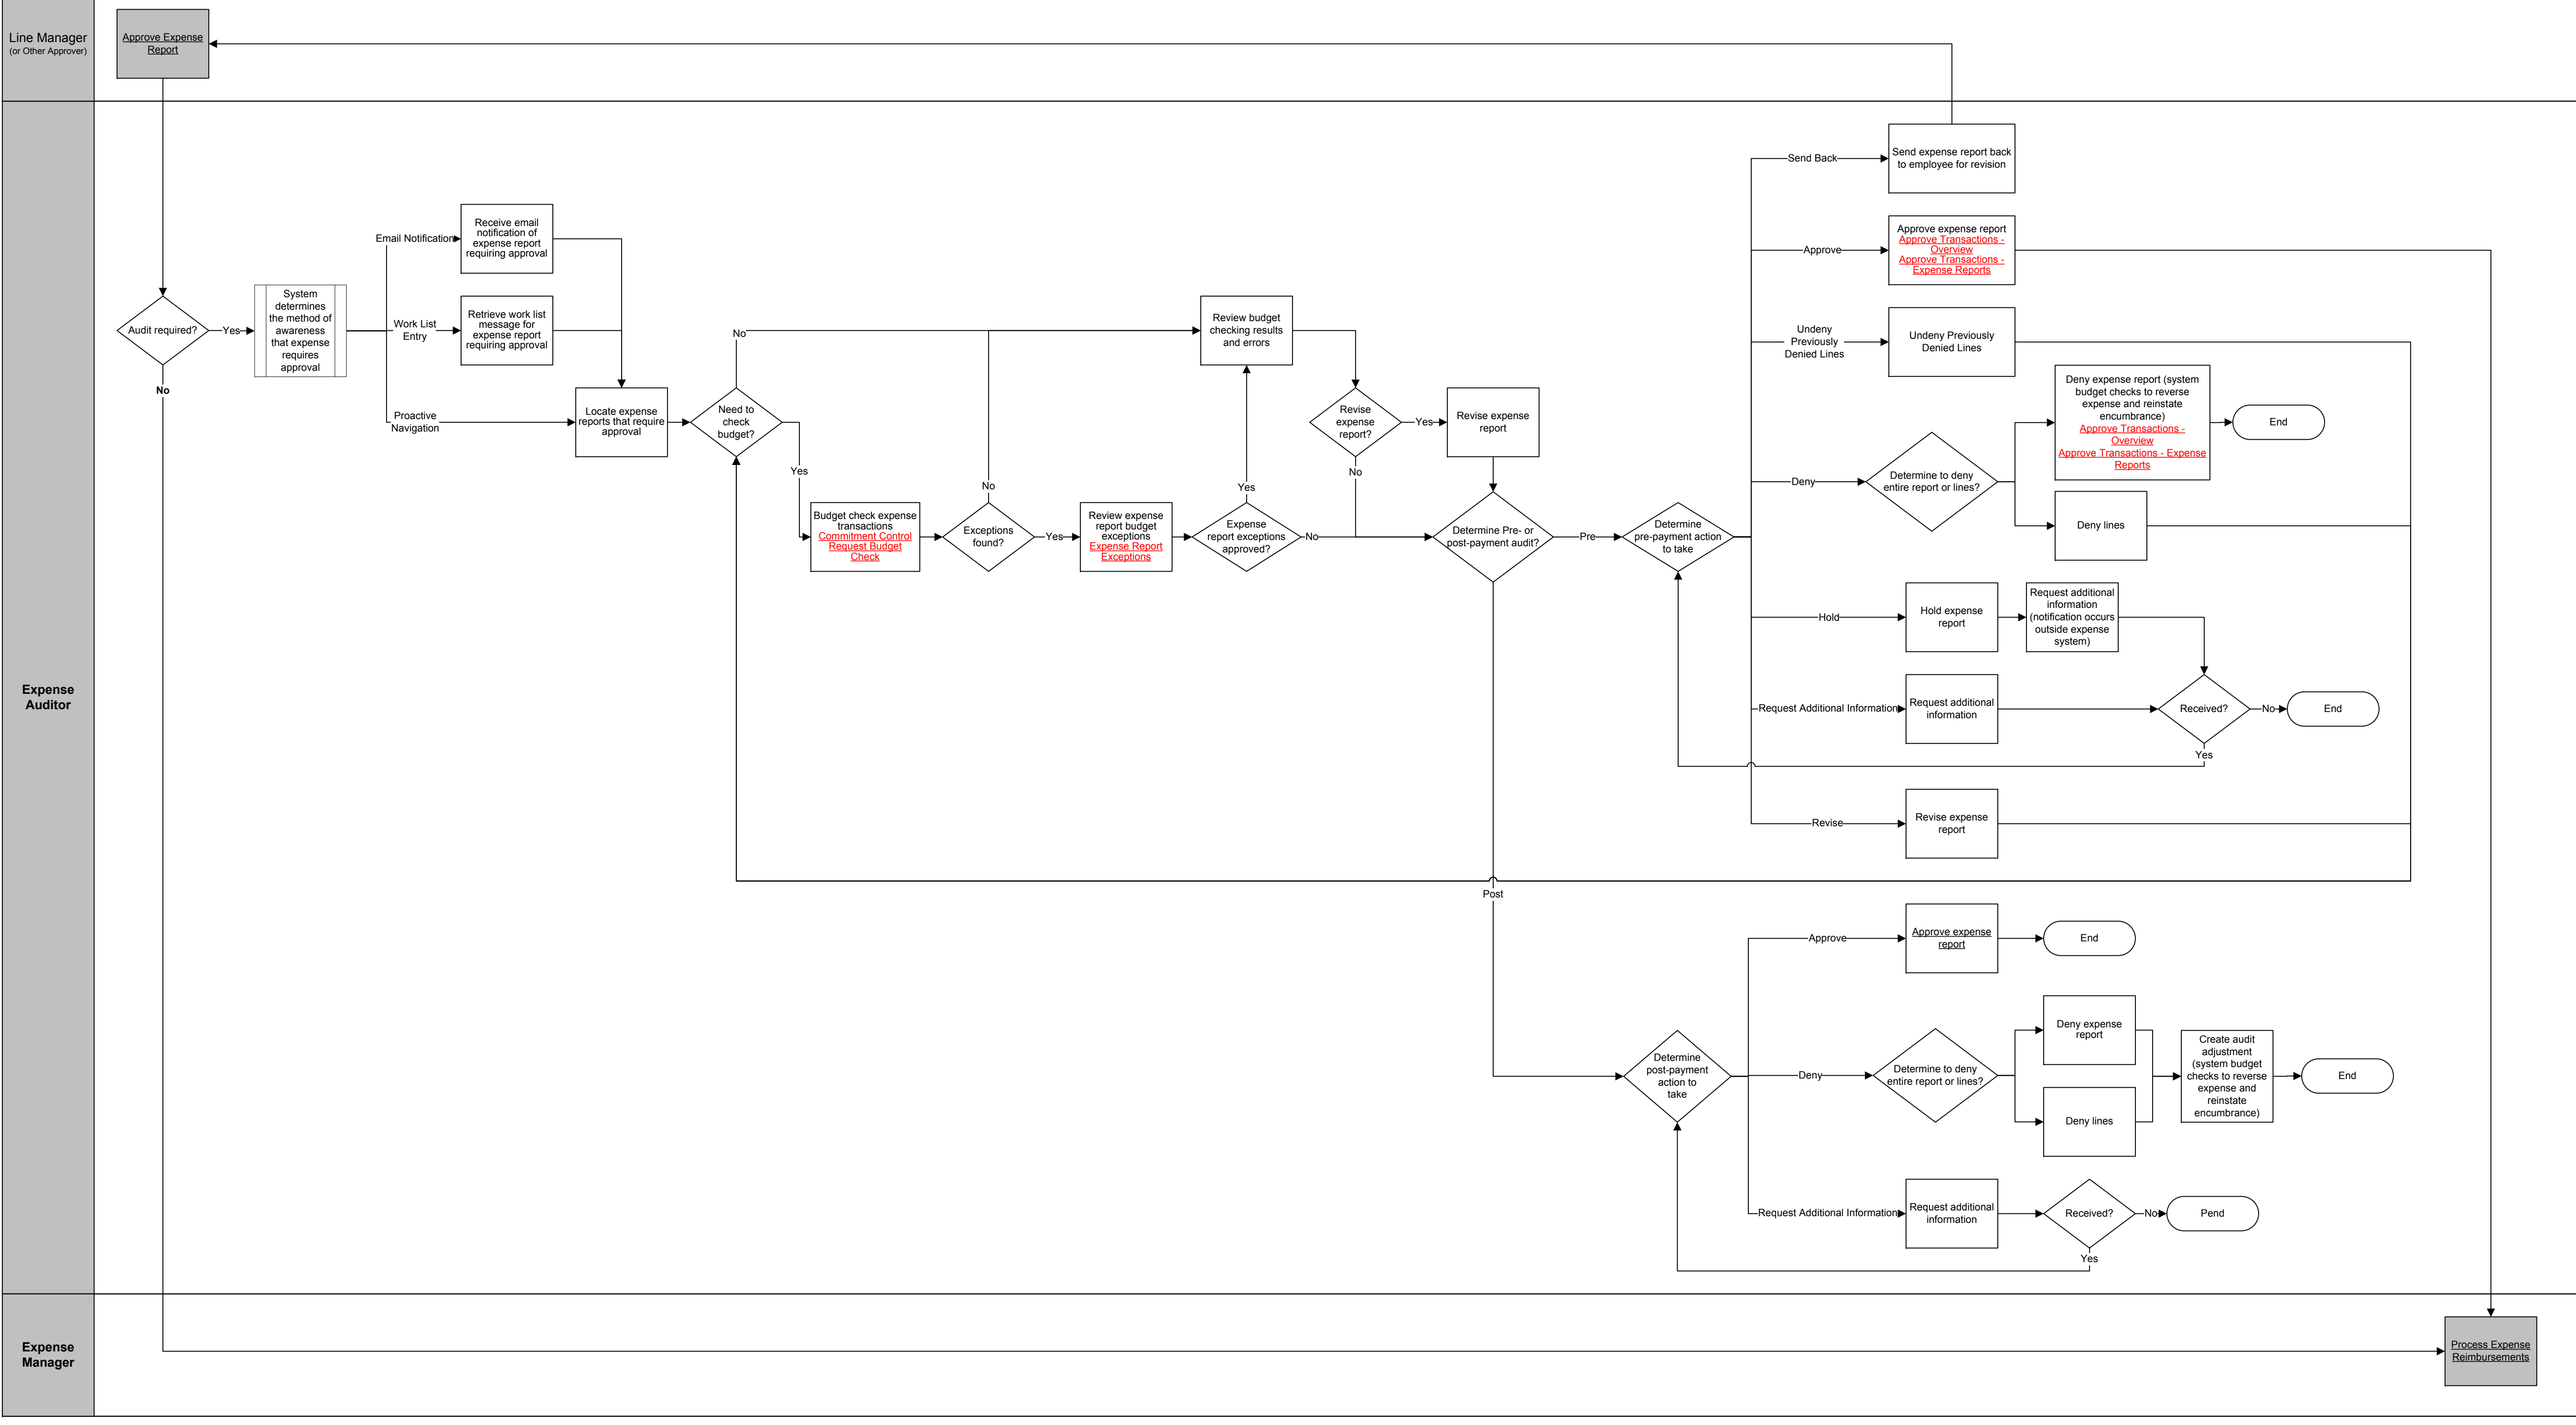 Line Manager
(or Other Approver)
Approve Expense
Report
Expense
Auditor
Audit required?
Yes
No
System
determines
the method of
awareness
that expense
requires
approval
Email Notification
Receive email
notification of
expense report
requiring approval
Work List
Entry
Retrieve work list
message for
expense report
requiring approval
Proactive
Navigation
Locate expense
reports that require
approval
Need to
check
budget?
No
Yes
Budget check expense
transactions
Commitment Control
Request Budget
Check
Exceptions
found?
No
Yes
Review expense
report budget
exceptions
Expense Report
Exceptions
Expense
report exceptions
approved?
Yes
No
Review budget
checking results
and errors
Revise
expense
report?
Yes
No
Revise expense
report
Determine Pre- or
post-payment audit?
Pre
Post
Determine
pre-payment action
to take
Send Back
Send expense report back
to employee for revision
Approve
Approve expense report
Approve Transactions -
Overview
Approve Transactions -
Expense Reports
Undeny
Previously
Denied Lines
Undeny Previously
Denied Lines
Deny
Determine to deny
entire report or lines?
Deny expense report (system
budget checks to reverse
expense and reinstate
encumbrance)
Approve Transactions -
Overview
Approve Transactions - Expense
Reports
End
Deny lines
Hold
Hold expense
report
Request additional
information
(notification occurs
outside expense
system)
Request Additional Information
Request additional
information
Received?
No
End
Yes
Revise
Revise expense
report
Determine
post-payment
action to
take
Approve
Approve expense
report
End
Deny
Determine to deny
entire report or lines?
Deny expense
report
Deny lines
Create audit
adjustment
(system budget
checks to reverse
expense and
reinstate
encumbrance)
End
Request Additional Information
Request additional
information
Received?
No
Pend
Yes
Expense
Manager
Process Expense
Reimbursements